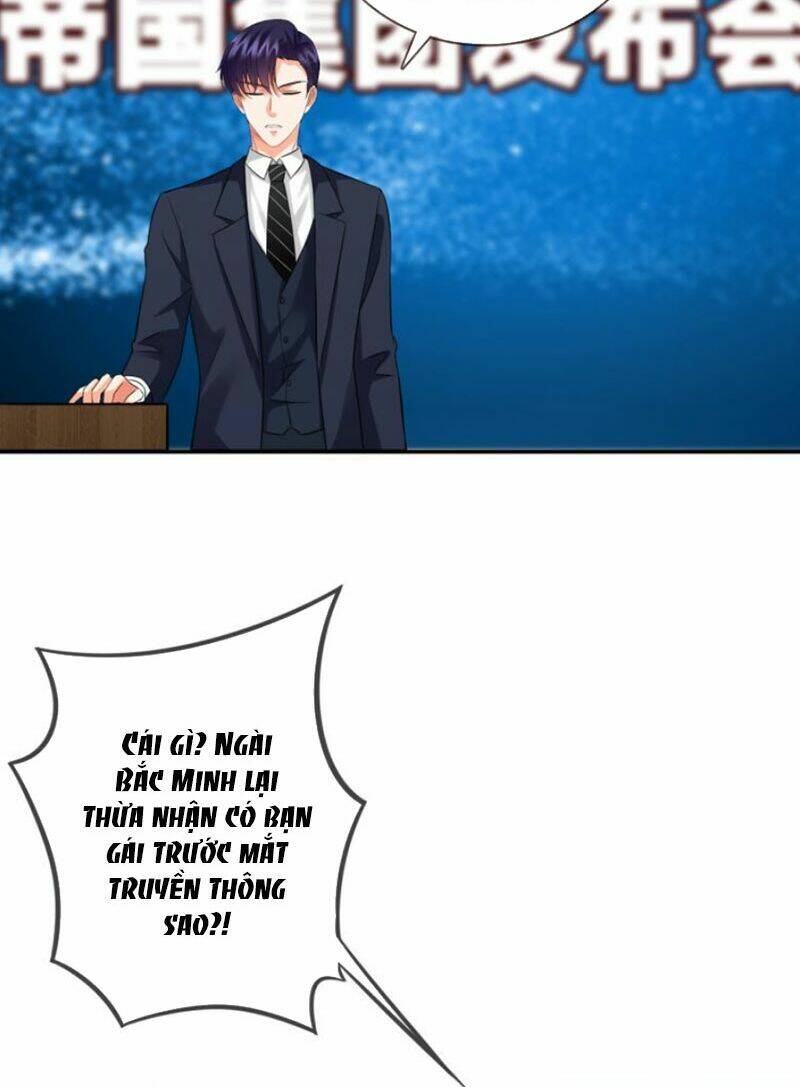 帝国集团发布会
CÁI GÌ? NGÀI
BẮC MINH LẠI
THỪA NHẬN CÓ BẠN
GÁI TRƯỚC MẮT
TRUYỀN THÔNG
SAO?!